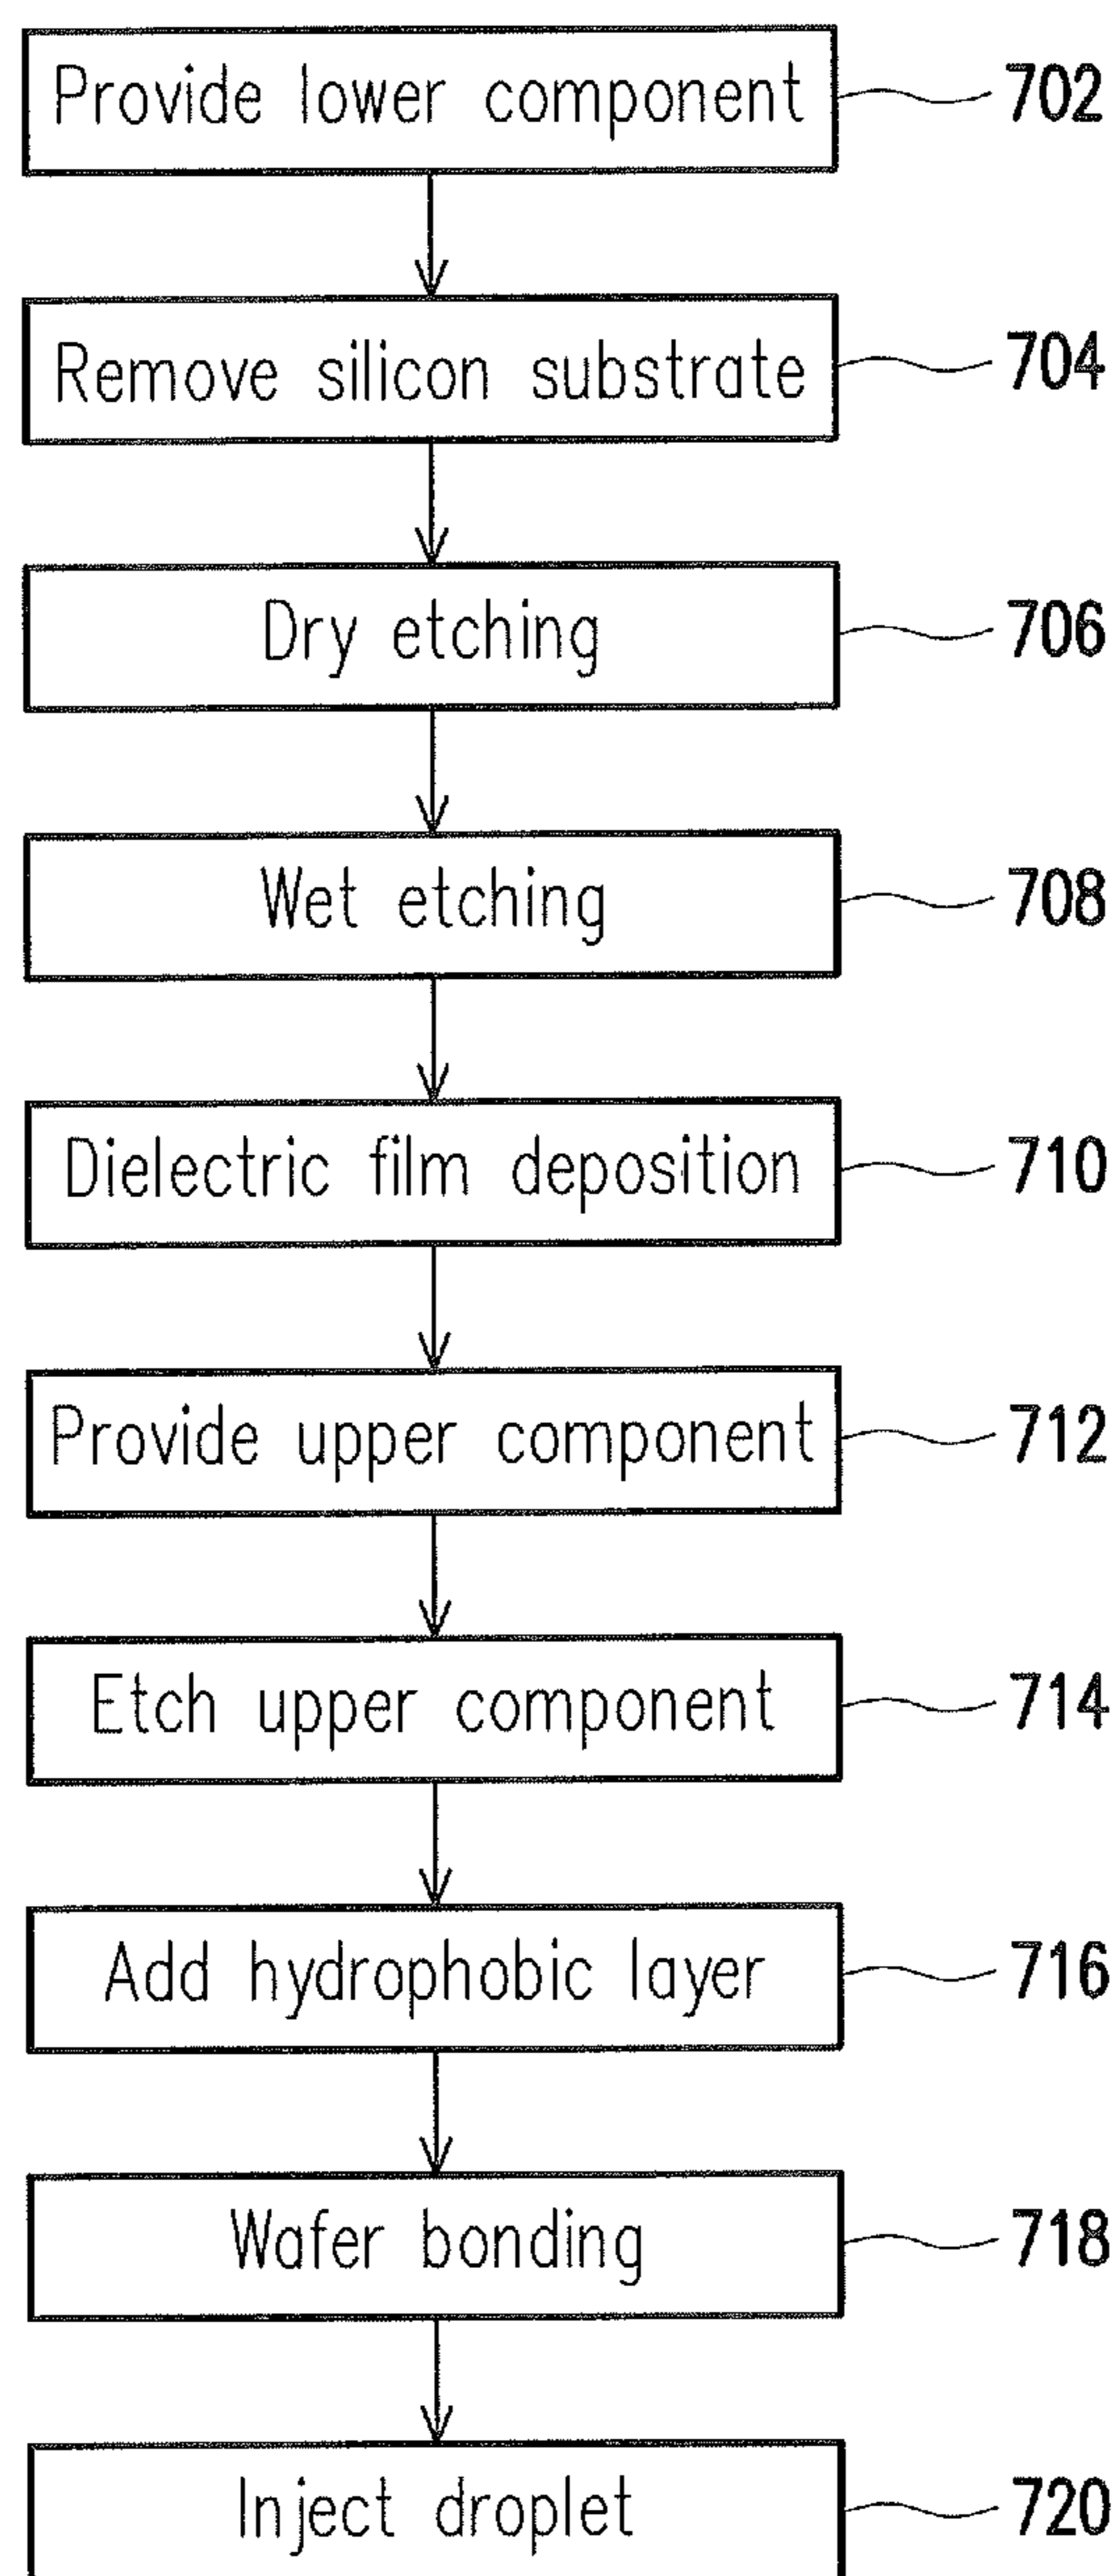 Provide lower component 702
Remove silicon substrate 704
Dry etching 706
Wet etching 708
Dielectric film deposition 710
Provide upper component 712
Etch upper component 714
Add hydrophobic layer 716
Wafer bonding 718
Inject droplet 720